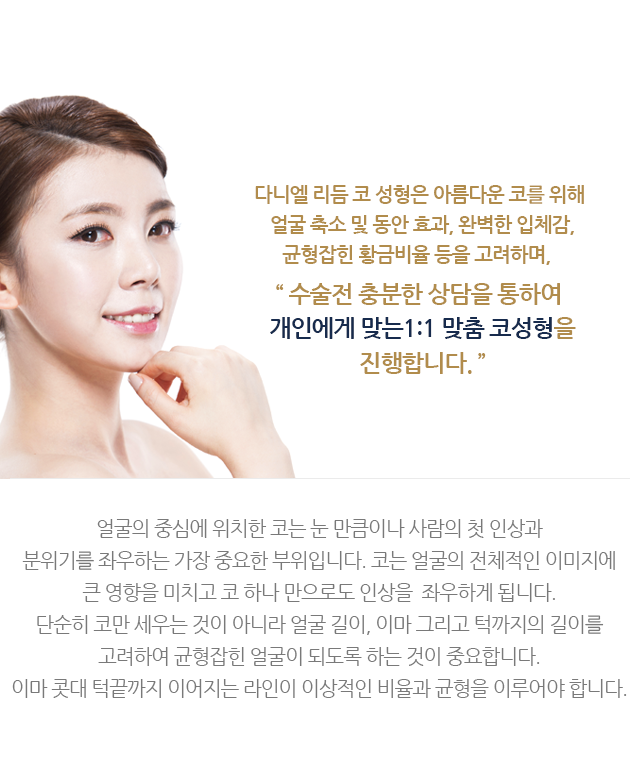 다니엘 리듬 코 성형은 아름다운 코를 위해
얼굴 축소 및 동안 효과, 완벽한 입체감,
균형잡힌 황금비율 등을 고려하며,
“ 수술전 충분한 상담을 통하여
개인에게 맞는1:1 맞춤 코성형을
진행합니다. ”
얼굴의 중심에 위치한 코는 눈 만큼이나 사람의 첫 인상과
분위기를 좌우하는 가장 중요한 부위입니다. 코는 얼굴의 전체적인 이미지에
큰 영향을 미치고 코 하나 만으로도 인상을 좌우하게 됩니다.
단순히 코만 세우는 것이 아니라 얼굴 길이, 이마 그리고 턱까지의 길이를
고려하여 균형잡힌 얼굴이 되도록 하는 것이 중요합니다.
이마 콧대 턱끝까지 이어지는 라인이 이상적인 비율과 균형을 이루어야 합니다.